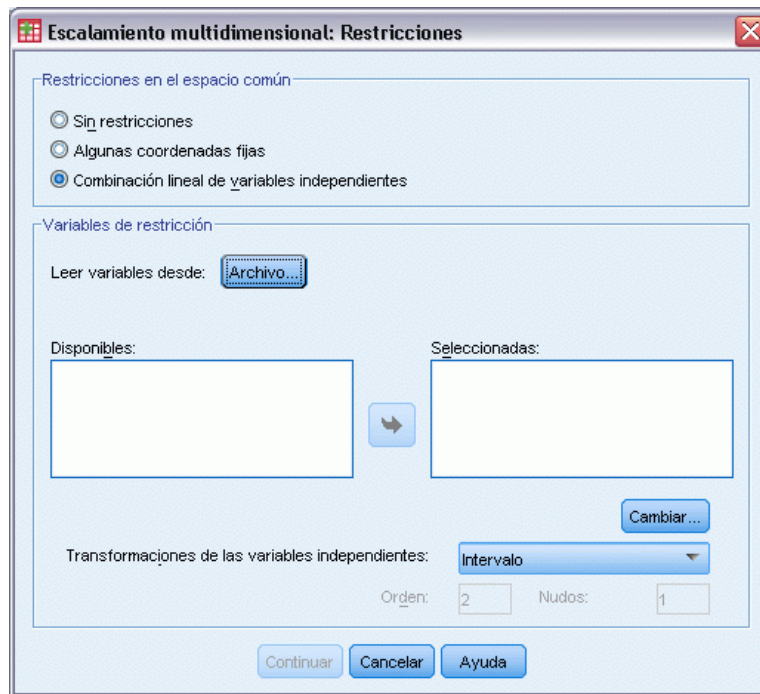 Escalamiento multidimensional: Restricciones
Restricciones en el espacio común
Sin restricciones
Algunas coordenadas fijas
Combinación lineal de variables independientes
Variables de restricción
Leer variables desde: Archivo...
Disponibles: Seleccionadas:
Cambiar...
Transformaciones de las variables independientes: Intervalo
Orden: 2 Nudos: 1
Continuar Cancelar Ayuda